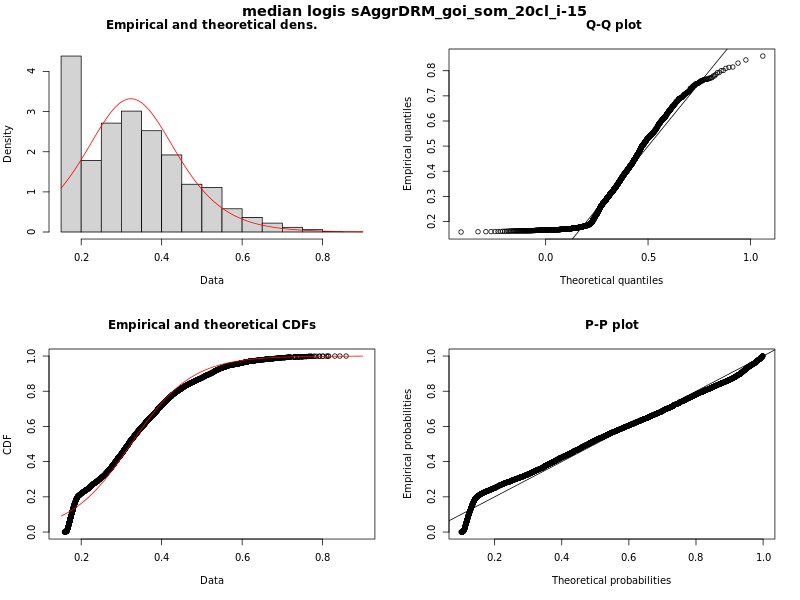 median logis sAggrDRM_goi_som_20cl_i-15
Empirical and theoretical dens.
Density
0 1 2 3 4
0.2 0.4 0.6 0.8
Data
Q-Q plot
Empirical quantiles
0.2 0.3 0.4 0.5 0.6 0.7 0.8
0.0 0.5 1.0
Theoretical quantiles
Empirical and theoretical CDFs
CDF
0.0 0.2 0.4 0.6 0.8 1.0
0.2 0.4 0.6 0.8
Data
P-P plot
Empirical probabilities
0.0 0.2 0.4 0.6 0.8 1.0
0.2 0.4 0.6 0.8 1.0
Theoretical probabilities